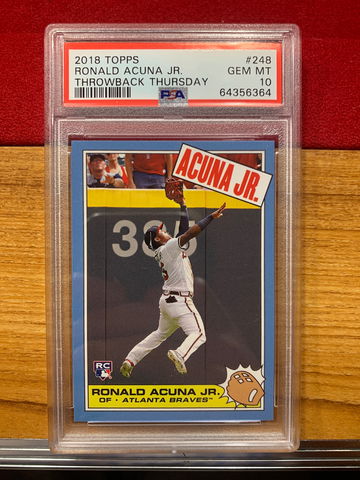 2018 TOPPS #248
RONALD ACUNA JR. GEM MT
THROWBACK THURSDAY 10
PSA 64356364
ACUNA JR.
RC
RONALD ACUNA JR.
OF • ATLANTA BRAVES™